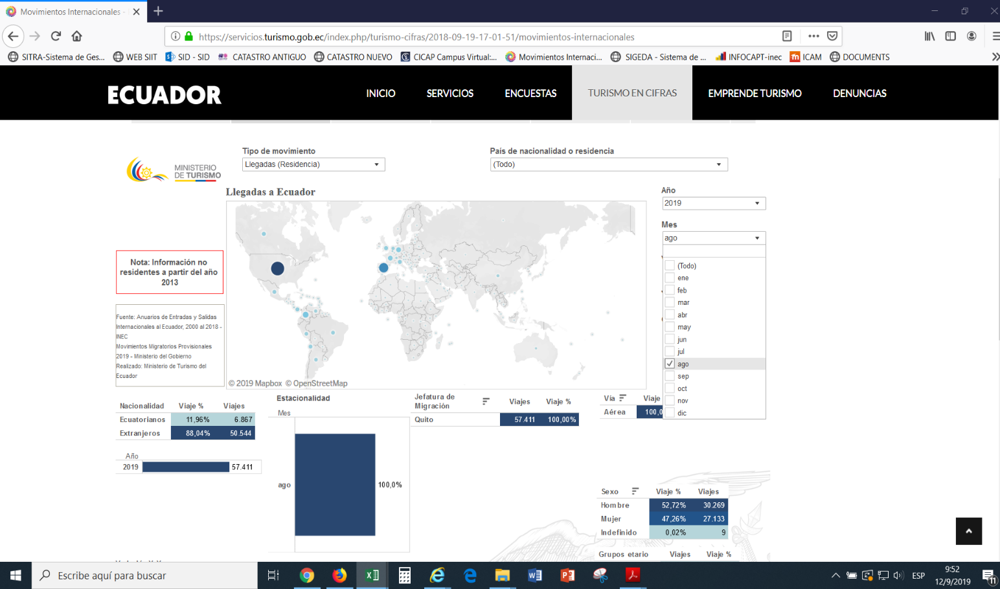 Movimientos Internacionales -
https://servicios.turismo.gob.ec/index.php/turismo-cifras/2018-09-19-17-01-51/movimientos-internacionales
SITRA-Sistema de Ges... WEB SIIT SID - SID CATASTRO ANTIGUO CATASTRO NUEVO CICAP Campus Virtual:... Movimientos Internaci... SIGEDA - Sistema de ... INFOCAPT-inec ICAM DOCUMENTS
ECUADOR INICIO SERVICIOS ENCUESTAS TURISMO EN CIFRAS EMPRENDE TURISMO DENUNCIAS
Tipo de movimiento
Llegadas (Residencia)
Pais de nacionalidad o residencia
(Todo)
MINISTERIO
DE TURISMO
Llegadas a Ecuador
Año
2019
Mes
ago
(Todo)
ene
feb
mar
abr
may
jun
jul
ago
sep
oct
nov
dic
Nota: Información no
residentes a partir del año
2013
Fuente: Anuarios de Entradas y Salidas
Internacionales al Ecuador, 2000 al 2018 -
INEC
Movimientos Migratorios Provisionales
2019 - Ministerio del Gobierno
Realizado: Ministerio de Turismo del
Ecuador
© 2019 Mapbox © OpenStreetMap
Nacionalidad Viaje % Viajes
Ecuatorianos 11,96% 6.867
Extranjeros 88,04% 50.544
Año
2019 57.411
Estacionalidad
Mes
ago 100,0%
Jefatura de
Migración Viajes Viaje %
Quito 57.411 100,00%
Vía Viaje
Aérea 100,0
Sexo Viaje % Viajes
Hombre 52,72% 30.269
Mujer 47,26% 27.133
Indefinido 0,02% 9
Grupos etario Viajes Viaje %
Escribe aquí para buscar
ESP
9:52
12/9/2019
11